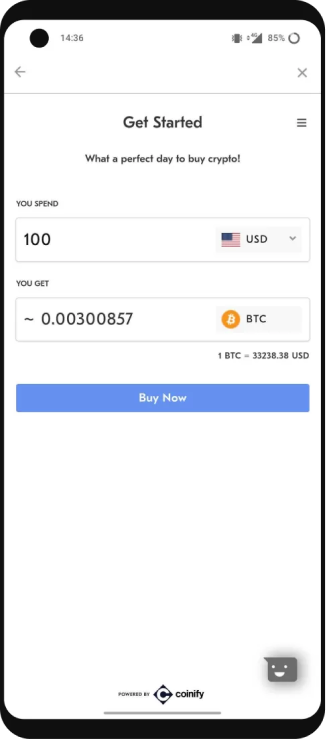 14:36
4G
85%
Get Started
What a perfect day to buy crypto!
YOU SPEND
100
USD
YOU GET
~ 0.00300857
BTC
1 BTC = 33238.38 USD
Buy Now
POWERED BY coinify